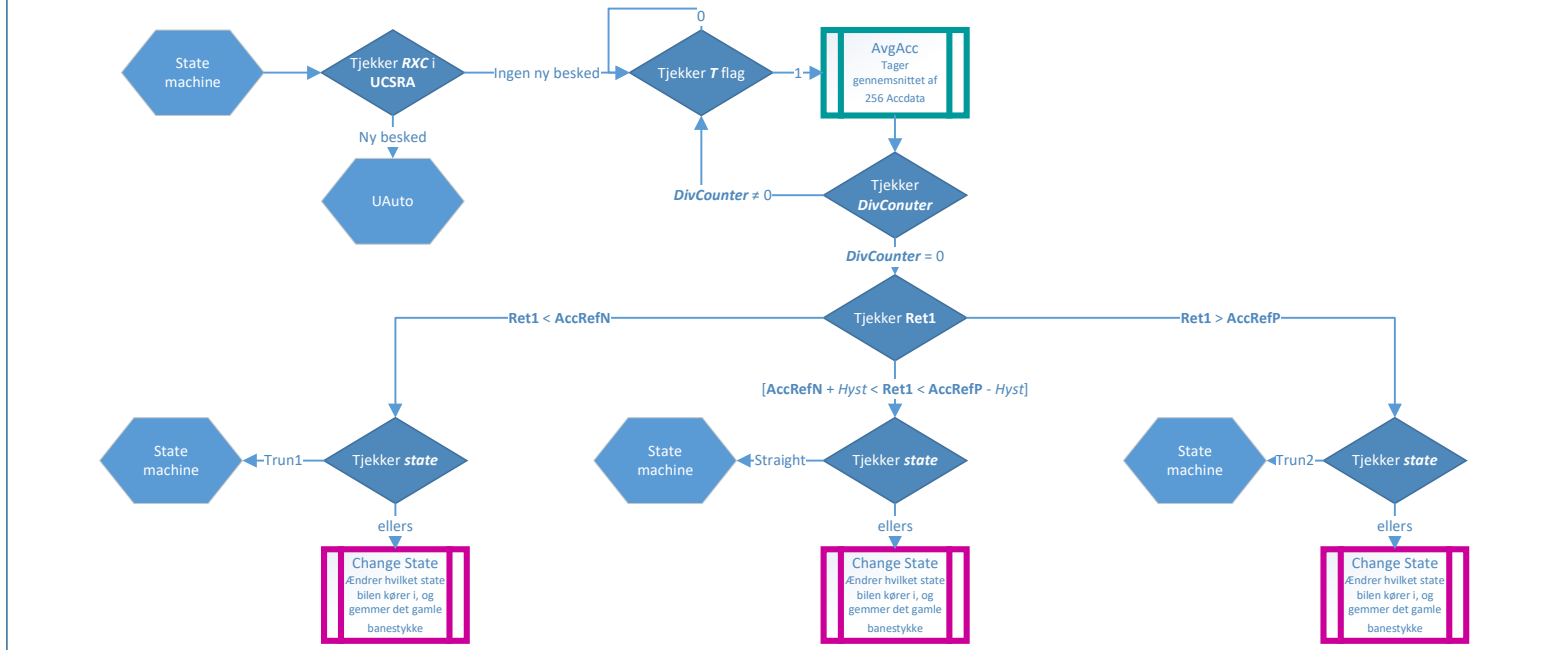 0
State
machine
Tjekker RXC i
UCSRA
Ingen ny besked
Tjekker T flag
1
AvgAcc
Tager
gennemsnittet af
256 Accdata
Ny besked
UAuto
DivCounter ≠ 0
Tjekker
DivConuter
DivCounter = 0
Ret1 < AccRefN
Tjekker Ret1
Ret1 > AccRefP
[AccRefN + Hyst < Ret1 < AccRefP - Hyst]
State
machine
Trun1
Tjekker state
State
machine
Straight
Tjekker state
State
machine
Trun2
Tjekker state
ellers
ellers
ellers
Change State
Ændrer hvilket state
bilen kører i, og
gemmer det gamle
banestykke
Change State
Ændrer hvilket state
bilen kører i, og
gemmer det gamle
banestykke
Change State
Ændrer hvilket state
bilen kører i, og
gemmer det gamle
banestykke